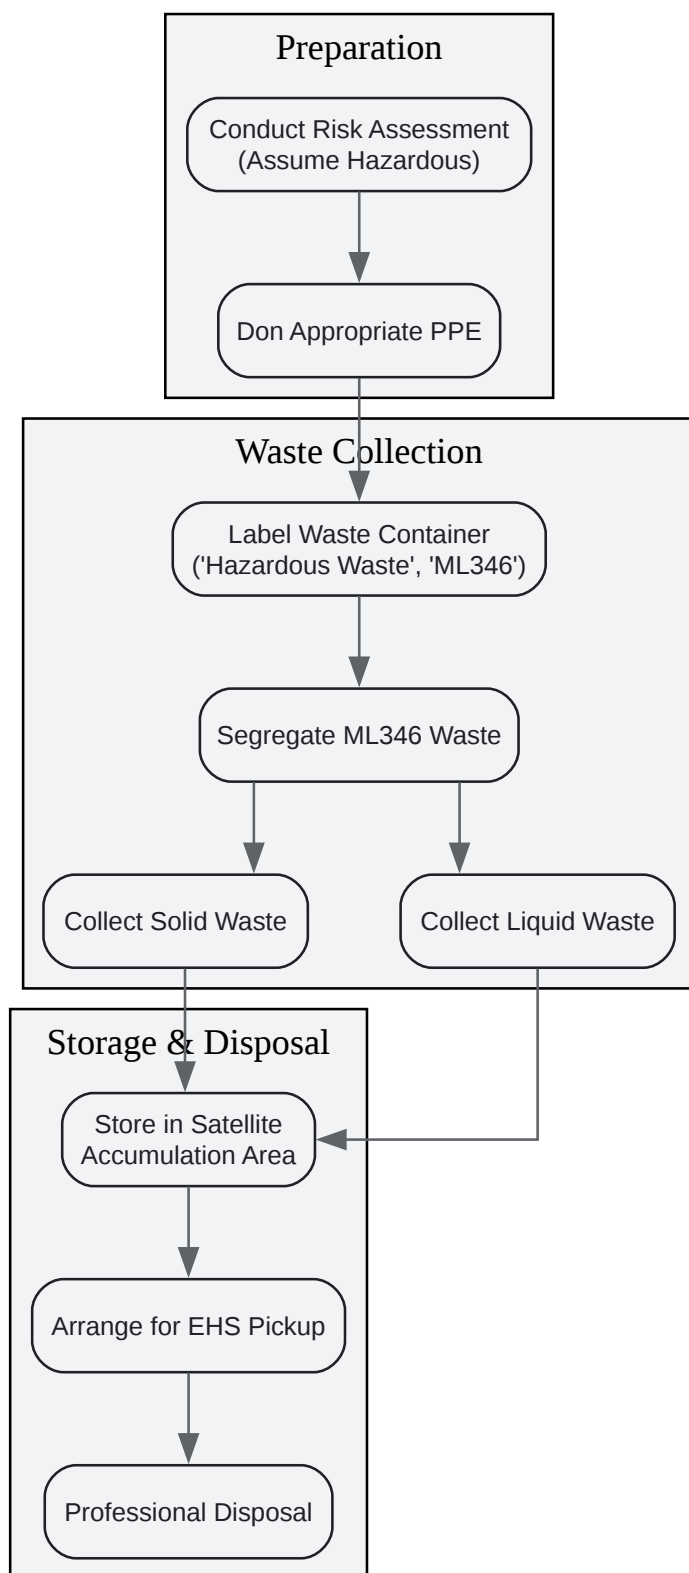 Preparation
Conduct Risk Assessment
(Assume Hazardous)
Don Appropriate PPE
Waste Collection
Label Waste Container
('Hazardous Waste', 'ML346')
Segregate ML346 Waste
Collect Solid Waste
Collect Liquid Waste
Storage & Disposal
Store in Satellite
Accumulation Area
Arrange for EHS Pickup
Professional Disposal